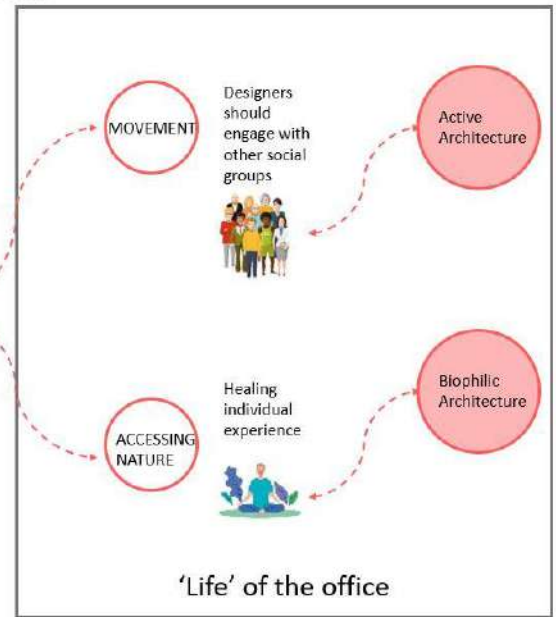 MOVEMENT
Designers
should
engage with
other social
groups
Active
Architecture
ACCESSING
NATURE
Healing
individual
experience
Biophilic
Architecture
'Life' of the office